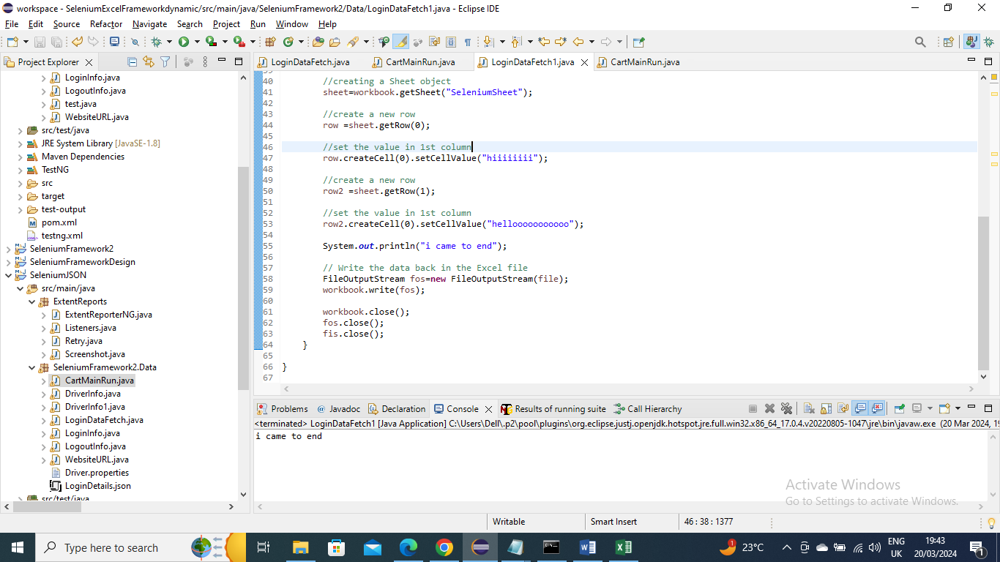 workspace - SeleniumExcelFrameworkdynamic/src/main/java/SeleniumFramework2/Data/LoginDataFetch1.java - Eclipse IDE
File Edit Source Refactor Navigate Search Project Run Window Help
Project Explorer
LoginInfo.java
LogoutInfo.java
test.java
WebsiteURL.java
src/test/java
JRE System Library [JavaSE-1.8]
Maven Dependencies
TestNG
src
target
test-output
pom.xml
testng.xml
SeleniumFramework2
SeleniumFrameworkDesign
SeleniumJSON
src/main/java
ExtentReports
ExtentReporterNG.java
Listeners.java
Retry.java
Screenshot.java
SeleniumFramework2.Data
CartMainRun.java
DriverInfo.java
DriverInfo1.java
LoginDataFetch.java
LoginInfo.java
LogoutInfo.java
WebsiteURL.java
Driver.properties
LoginDetails.json
src/test/java
LoginDataFetch.java CartMainRun.java LoginDataFetch1.java CartMainRun.java
39
40 //creating a Sheet object
41 sheet=workbook.getSheet("SeleniumSheet");
42
43 //create a new row
44 row =sheet.getRow(0);
45
46 //set the value in 1st column
47 row.createCell(0).setCellValue("hiiiiiiii");
48
49 //create a new row
50 row2 =sheet.getRow(1);
51
52 //set the value in 1st column
53 row2.createCell(0).setCellValue("hellooooooooooo");
54
55 System.out.println("i came to end");
56
57 // Write the data back in the Excel file
58 FileOutputStream fos=new FileOutputStream(file);
59 workbook.write(fos);
60
61 workbook.close();
62 fos.close();
63 fis.close();
64 }
65
66 }
67
Problems @ Javadoc Declaration Console Results of running suite Call Hierarchy
<terminated> LoginDataFetch1 [Java Application] C:\Users\Dell\.p2\pool\plugins\org.eclipse.justj.openjdk.hotspot.jre.full.win32.x86_64_17.0.4.v20220805-1047\jre\bin\javaw.exe (20 Mar 2024, 19
i came to end
Activate Windows
Go to Settings to activate Windows.
Writable Smart Insert 46 : 38 : 1377
Type here to search
23°C
ENG
UK
19:43
20/03/2024
1